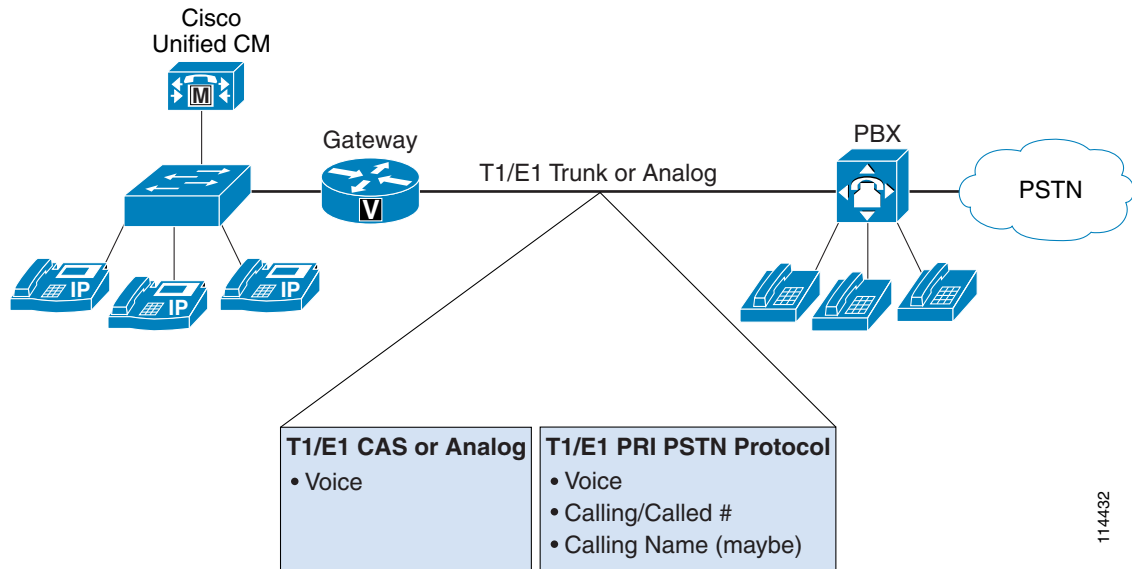 Cisco
Unified CM
M
Gateway
V
T1/E1 Trunk or Analog
PBX
PSTN
IP
IP
IP
T1/E1 CAS or Analog
• Voice
T1/E1 PRI PSTN Protocol
• Voice
• Calling/Called #
• Calling Name (maybe)
114432